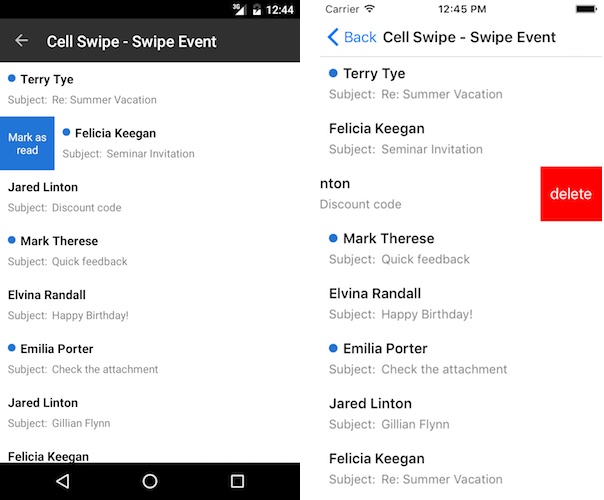 3G 12:44
Cell Swipe - Swipe Event
Terry Tye
Subject: Re: Summer Vacation
Mark as
read
Felicia Keegan
Subject: Seminar Invitation
Jared Linton
Subject: Discount code
Mark Therese
Subject: Quick feedback
Elvina Randall
Subject: Happy Birthday!
Emilia Porter
Subject: Check the attachment
Jared Linton
Subject: Gillian Flynn
Felicia Keegan
Carrier 12:45 PM
Back Cell Swipe - Swipe Event
Terry Tye
Subject: Re: Summer Vacation
Felicia Keegan
Subject: Seminar Invitation
nton
Discount code
delete
Mark Therese
Subject: Quick feedback
Elvina Randall
Subject: Happy Birthday!
Emilia Porter
Subject: Check the attachment
Jared Linton
Subject: Gillian Flynn
Felicia Keegan
Subject: Re: Summer Vacation